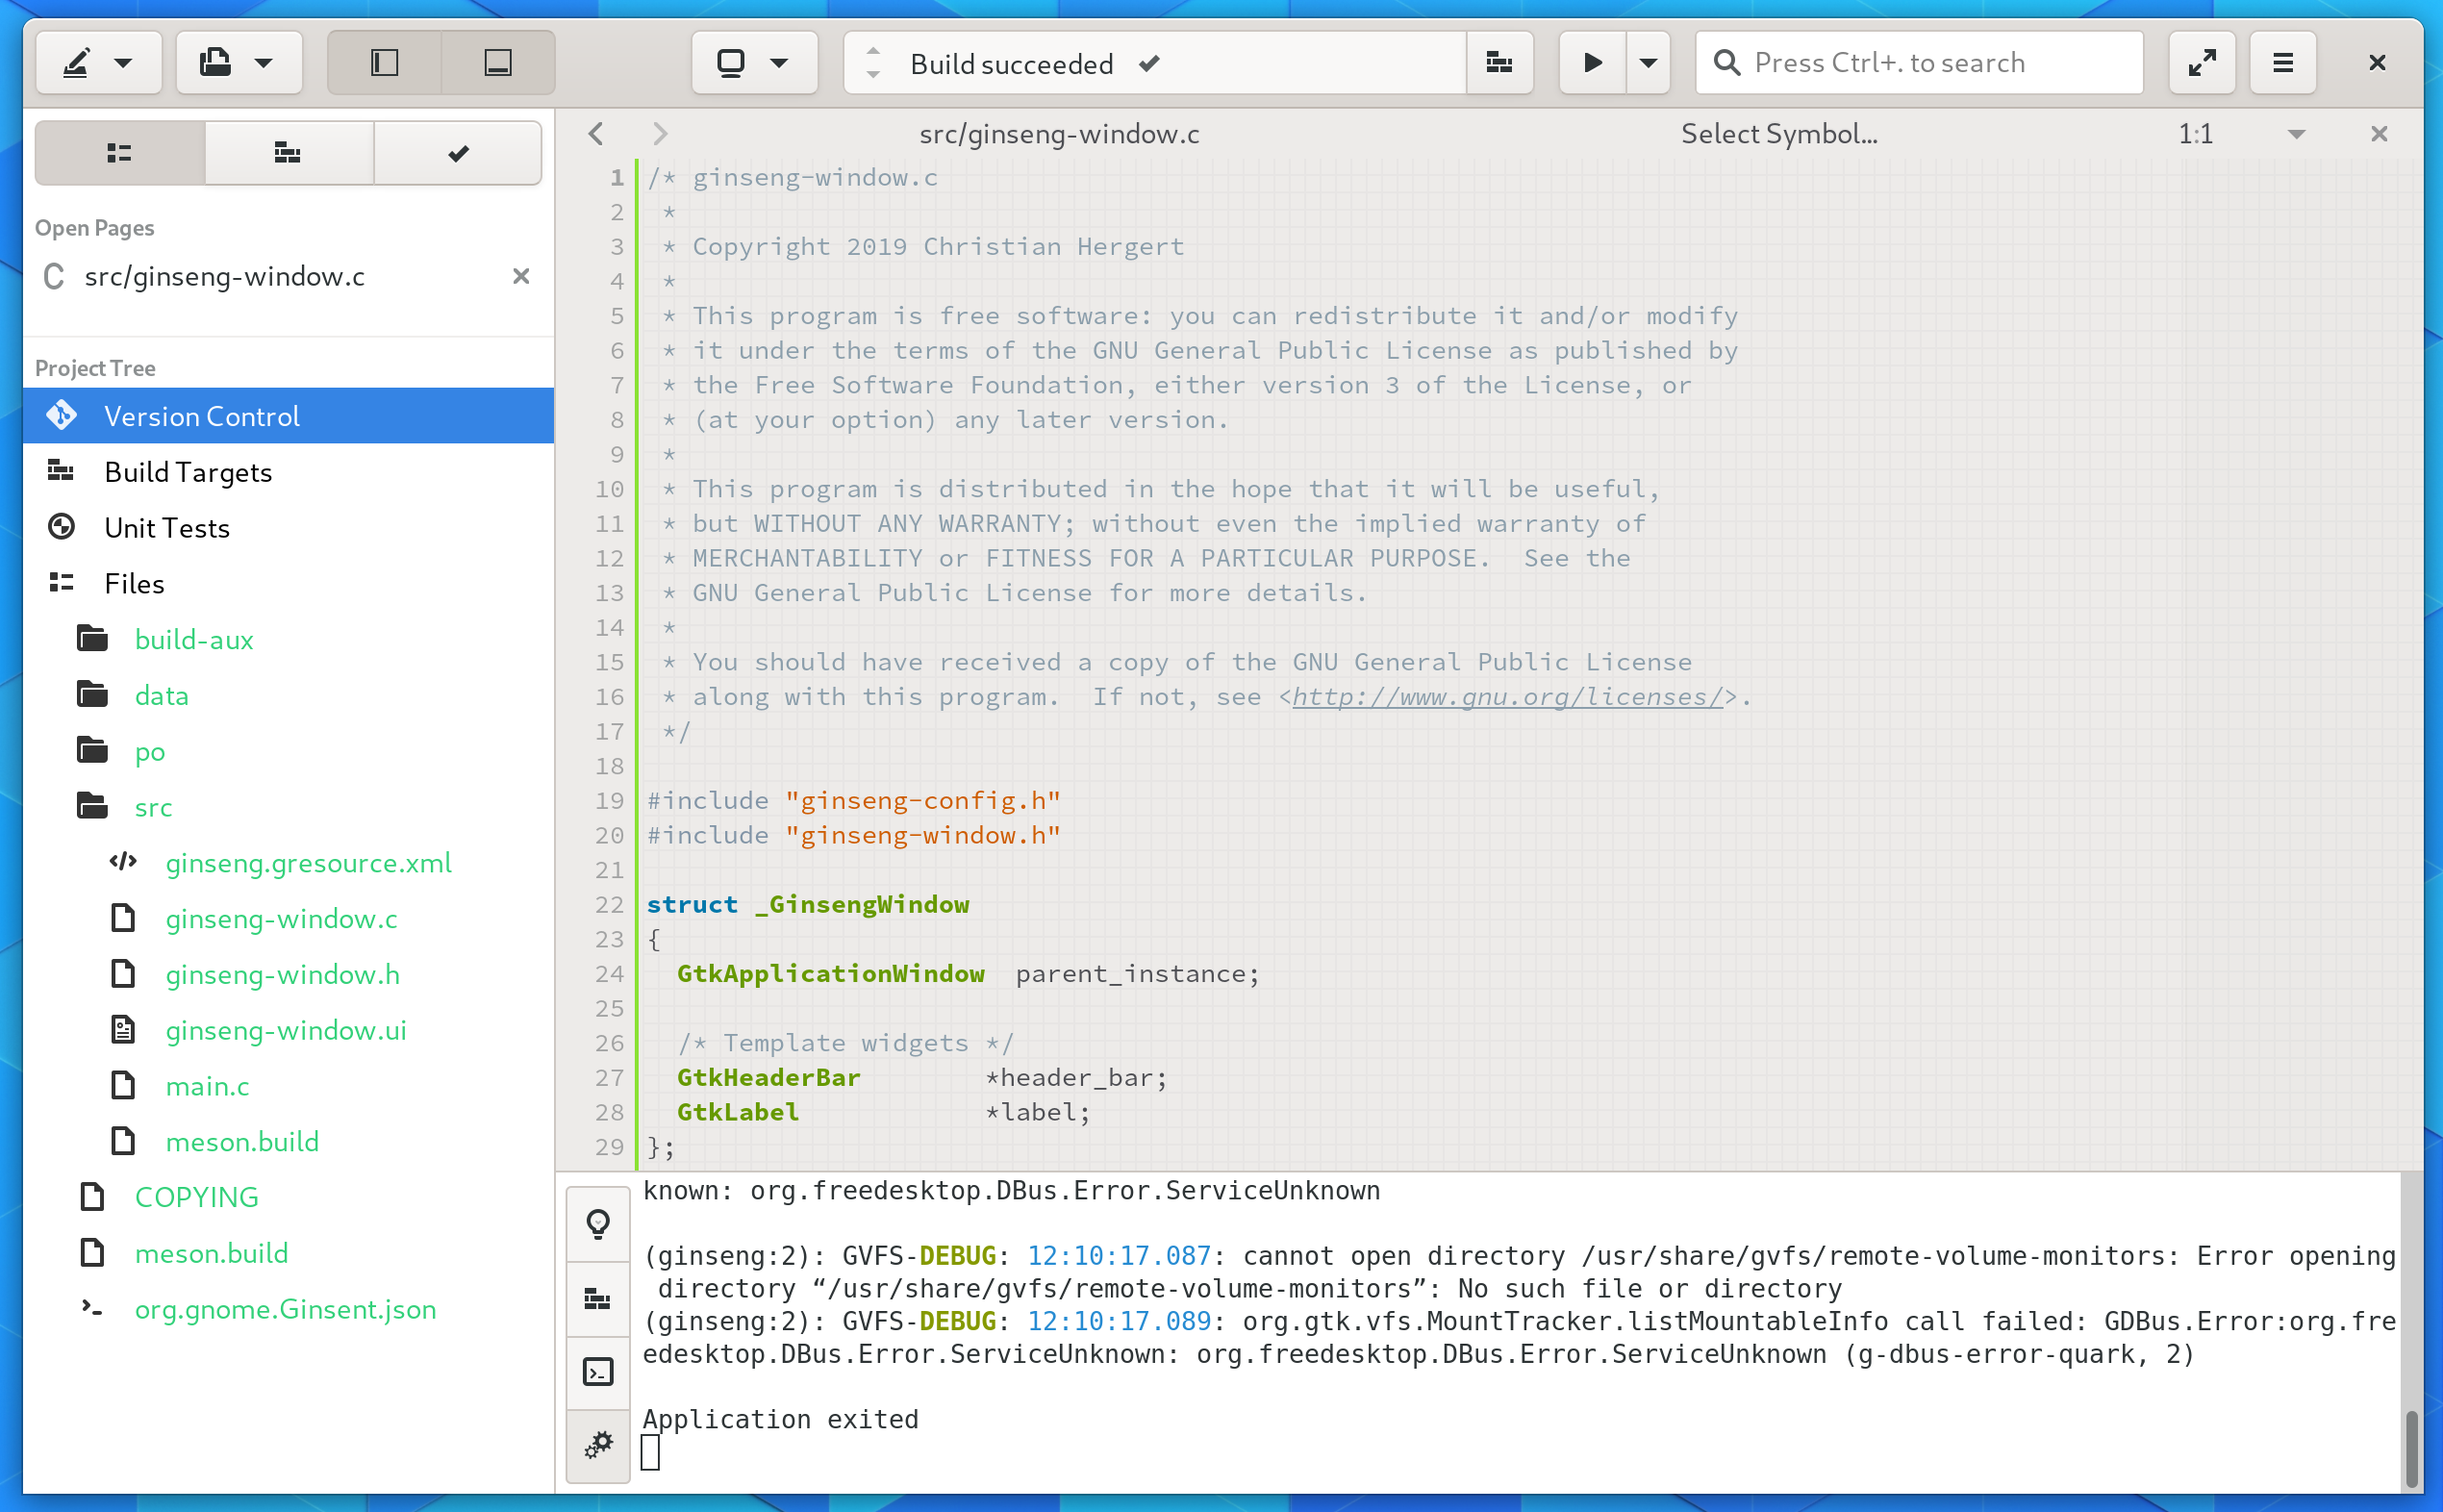 Build succeeded
Press Ctrl+. to search
Open Pages
C src/ginseng-window.c
Project Tree
Version Control
Build Targets
Unit Tests
Files
build-aux
data
po
src
ginseng.gresource.xml
ginseng-window.c
ginseng-window.h
ginseng-window.ui
main.c
meson.build
COPYING
meson.build
org.gnome.Ginsent.json
src/ginseng-window.c Select Symbol... 1:1
1 /* ginseng-window.c
2 *
3 * Copyright 2019 Christian Hergert
4 *
5 * This program is free software: you can redistribute it and/or modify
6 * it under the terms of the GNU General Public License as published by
7 * the Free Software Foundation, either version 3 of the License, or
8 * (at your option) any later version.
9 *
10 * This program is distributed in the hope that it will be useful,
11 * but WITHOUT ANY WARRANTY; without even the implied warranty of
12 * MERCHANTABILITY or FITNESS FOR A PARTICULAR PURPOSE.  See the
13 * GNU General Public License for more details.
14 *
15 * You should have received a copy of the GNU General Public License
16 * along with this program.  If not, see <http://www.gnu.org/licenses/>.
17 */
18
19 #include "ginseng-config.h"
20 #include "ginseng-window.h"
21
22 struct _GinsengWindow
23 {
24   GtkApplicationWindow  parent_instance;
25
26   /* Template widgets */
27   GtkHeaderBar        *header_bar;
28   GtkLabel            *label;
29 };
known: org.freedesktop.DBus.Error.ServiceUnknown
(ginseng:2): GVFS-DEBUG: 12:10:17.087: cannot open directory /usr/share/gvfs/remote-volume-monitors: Error opening
directory “/usr/share/gvfs/remote-volume-monitors”: No such file or directory
(ginseng:2): GVFS-DEBUG: 12:10:17.089: org.gtk.vfs.MountTracker.listMountableInfo call failed: GDBus.Error:org.fre
edesktop.DBus.Error.ServiceUnknown: org.freedesktop.DBus.Error.ServiceUnknown (g-dbus-error-quark, 2)
Application exited